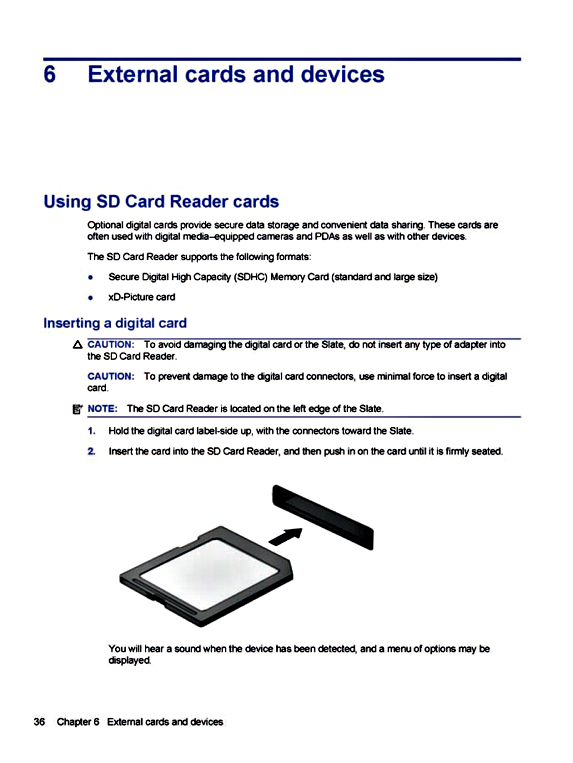 6 External cards and devices
Using SD Card Reader cards
Optional digital cards provide secure data storage and convenient data sharing. These cards are
often used with digital media–equipped cameras and PDAs as well as with other devices.
The SD Card Reader supports the following formats:
● Secure Digital High Capacity (SDHC) Memory Card (standard and large size)
● xD-Picture card
Inserting a digital card
CAUTION: To avoid damaging the digital card or the Slate, do not insert any type of adapter into
the SD Card Reader.
CAUTION: To prevent damage to the digital card connectors, use minimal force to insert a digital
card.
NOTE: The SD Card Reader is located on the left edge of the Slate.
1. Hold the digital card label-side up, with the connectors toward the Slate.
2. Insert the card into the SD Card Reader, and then push in on the card until it is firmly seated.
You will hear a sound when the device has been detected, and a menu of options may be
displayed.
36 Chapter 6 External cards and devices